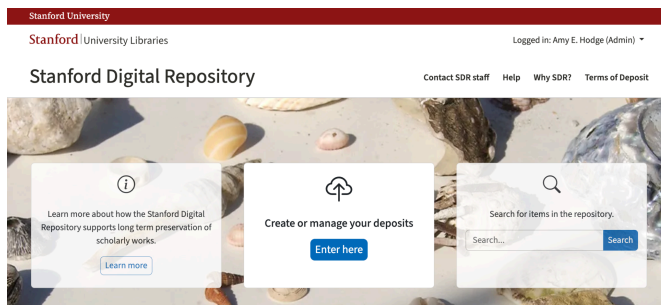 Stanford University
Stanford University Libraries
Logged in: Amy E. Hodge (Admin)
Stanford Digital Repository
Contact SDR staff Help Why SDR? Terms of Deposit
Learn more about how the Stanford Digital
Repository supports long term preservation of
scholarly works.
Learn more
Create or manage your deposits
Enter here
Search for items in the repository.
Search... Search